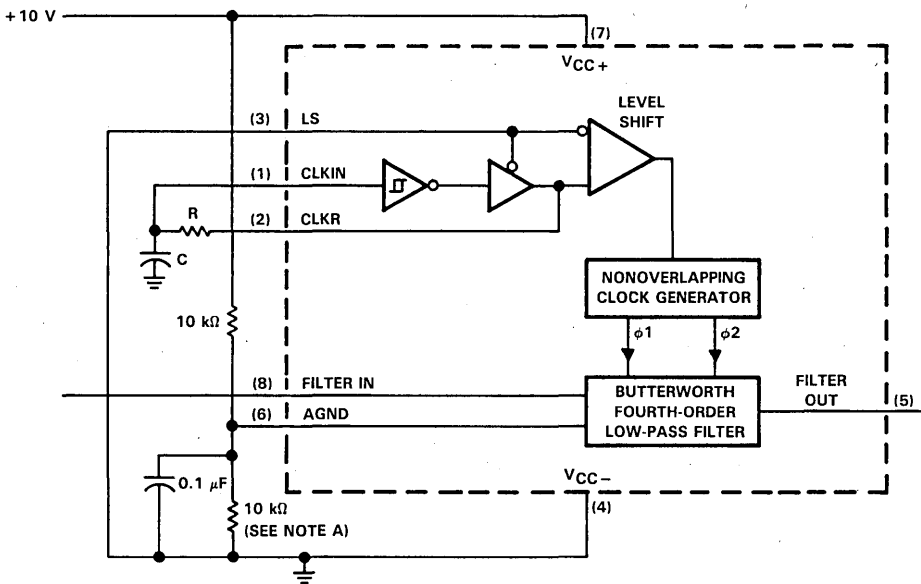 +10 V
(7)
VCC+
LEVEL
SHIFT
(3) LS
(1) CLKIN
R
(2) CLKR
C
NONOVERLAPPING
CLOCK GENERATOR
10 kΩ
ϕ1
ϕ2
(8) FILTER IN
BUTTERWORTH
FOURTH-ORDER
LOW-PASS FILTER
FILTER
OUT
(5)
(6) AGND
0.1 μF
VCC−
10 kΩ
(SEE NOTE A)
(4)